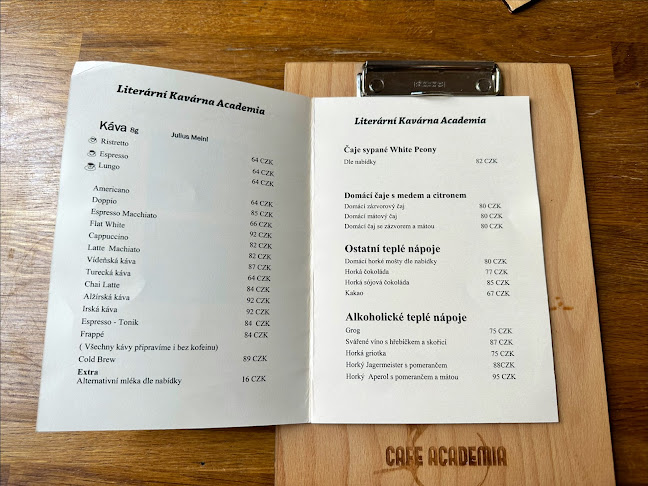 Literární Kavárna Academia
Káva 8g Julius Meinl
Ristretto 64 CZK
Espresso 64 CZK
Lungo 64 CZK
Americano 64 CZK
Doppio 85 CZK
Espresso Macchiato 66 CZK
Flat White 92 CZK
Cappuccino 82 CZK
Latte Machiato 82 CZK
Vídeňská káva 87 CZK
Turecká káva 64 CZK
Chai Latte 84 CZK
Alžírská káva 92 CZK
Irská káva 92 CZK
Espresso - Tonik 84 CZK
Frappé 84 CZK
( Všechny kávy připravíme i bez kofeinu)
Cold Brew 89 CZK
Extra
Alternativní mléka dle nabídky 16 CZK
Literární Kavárna Academia
Čaje sypané White Peony
Dle nabídky 82 CZK
Domácí čaje s medem a citronem
Domácí zázvorový čaj 80 CZK
Domácí mátový čaj 80 CZK
Domácí čaj se zázvorem a mátou 80 CZK
Ostatní teplé nápoje
Domácí horké mošty dle nabídky 80 CZK
Horká čokoláda 77 CZK
Horká sójová čokoláda 85 CZK
Kakao 67 CZK
Alkoholické teplé nápoje
Grog 75 CZK
Svařené víno s hřebíčkem a skořicí 87 CZK
Horká griotka 75 CZK
Horký Jagermeister s pomerančem 88CZK
Horký Aperol s pomerančem a mátou 95 CZK
CAFE ACADEMIA